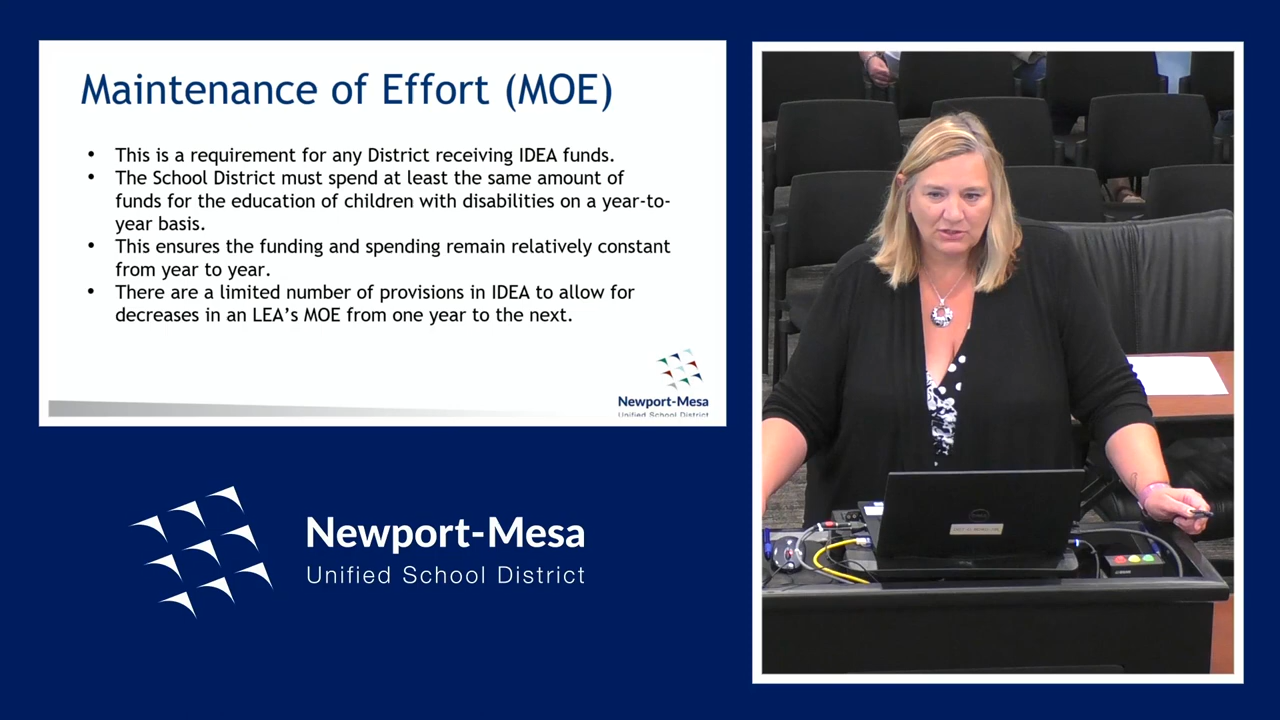 Maintenance of Effort (MOE)
• This is a requirement for any District receiving IDEA funds.
• The School District must spend at least the same amount of
funds for the education of children with disabilities on a year-to-
year basis.
• This ensures the funding and spending remain relatively constant
from year to year.
• There are a limited number of provisions in IDEA to allow for
decreases in an LEA’s MOE from one year to the next.
Newport-Mesa
Unified School District
Newport-Mesa
Unified School District
DELL